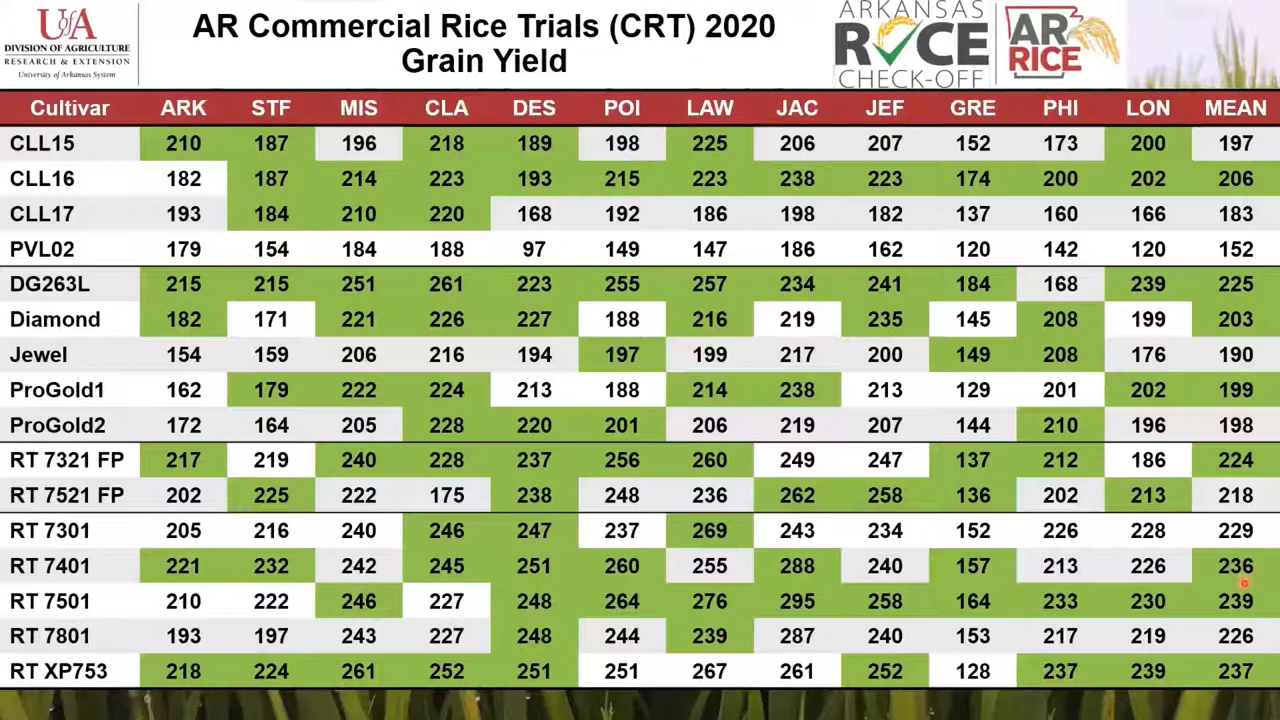 UofA
DIVISION OF AGRICULTURE
RESEARCH & EXTENSION
University of Arkansas System
AR Commercial Rice Trials (CRT) 2020
Grain Yield
ARKANSAS
RICE
CHECK-OFF
AR
RICE
Cultivar ARK STF MIS CLA DES POI LAW JAC JEF GRE PHI LON MEAN
CLL15 210 187 196 218 189 198 225 206 207 152 173 200 197
CLL16 182 187 214 223 193 215 223 238 223 174 200 202 206
CLL17 193 184 210 220 168 192 186 198 182 137 160 166 183
PVL02 179 154 184 188 97 149 147 186 162 120 142 120 152
DG263L 215 215 251 261 223 255 257 234 241 184 168 239 225
Diamond 182 171 221 226 227 188 216 219 235 145 208 199 203
Jewel 154 159 206 216 194 197 199 217 200 149 208 176 190
ProGold1 162 179 222 224 213 188 214 238 213 129 201 202 199
ProGold2 172 164 205 228 220 201 206 219 207 144 210 196 198
RT 7321 FP 217 219 240 228 237 256 260 249 247 137 212 186 224
RT 7521 FP 202 225 222 175 238 248 236 262 258 136 202 213 218
RT 7301 205 216 240 246 247 237 269 243 234 152 226 228 229
RT 7401 221 232 242 245 251 260 255 288 240 157 213 226 236
RT 7501 210 222 246 227 248 264 276 295 258 164 233 230 239
RT 7801 193 197 243 227 248 244 239 287 240 153 217 219 226
RT XP753 218 224 261 252 251 251 267 261 252 128 237 239 237